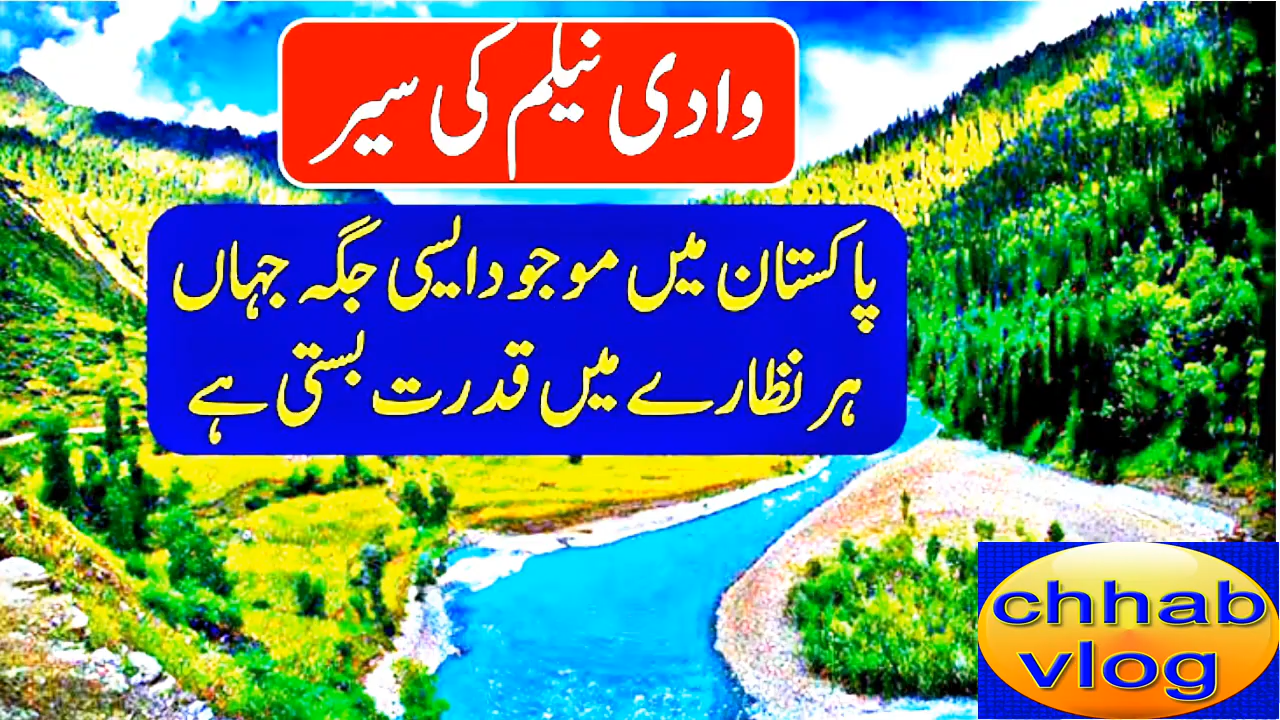 وادی نیلم کی سیر
پاکستان میں موجود ایسی جگہ جہاں
ہر نظارے میں قدرت بستی ہے
chhab
vlog